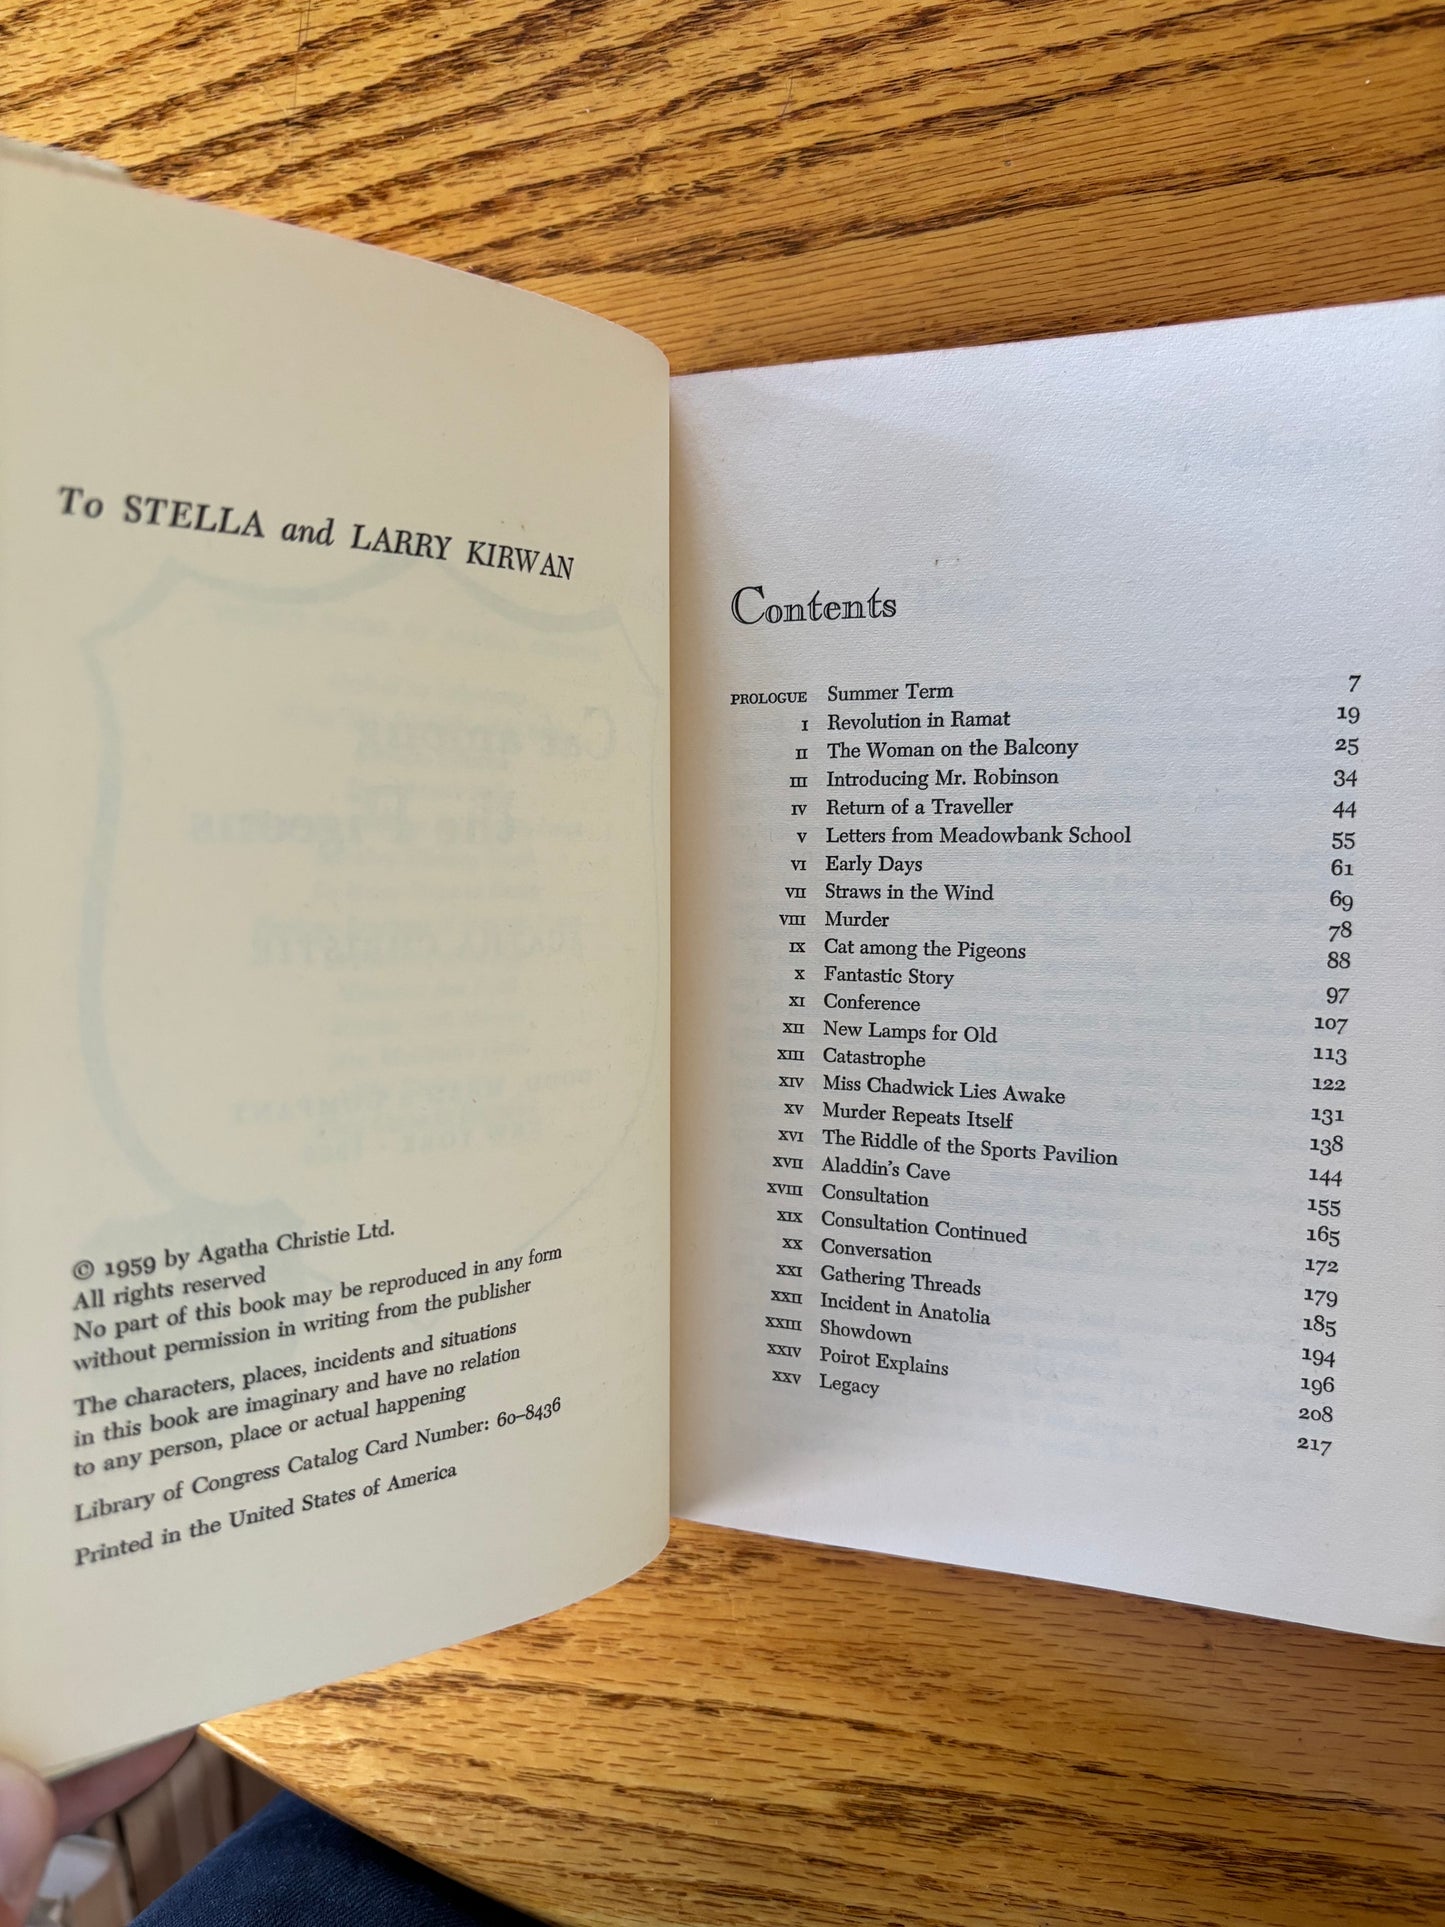 To STELLA and LARRY KIRWAN
© 1959 by Agatha Christie Ltd.
All rights reserved
No part of this book may be reproduced in any form
without permission in writing from the publisher
The characters, places, incidents and situations
in this book are imaginary and have no relation
to any person, place or actual happening
Library of Congress Catalog Card Number: 60–8436
Printed in the United States of America
Contents
PROLOGUE Summer Term 7
I Revolution in Ramat 19
II The Woman on the Balcony 25
III Introducing Mr. Robinson 34
IV Return of a Traveller 44
V Letters from Meadowbank School 55
VI Early Days 61
VII Straws in the Wind 69
VIII Murder 78
IX Cat among the Pigeons 88
X Fantastic Story 97
XI Conference 107
XII New Lamps for Old 113
XIII Catastrophe 122
XIV Miss Chadwick Lies Awake 131
XV Murder Repeats Itself 138
XVI The Riddle of the Sports Pavilion 144
XVII Aladdin's Cave 155
XVIII Consultation 165
XIX Consultation Continued 172
XX Conversation 179
XXI Gathering Threads 185
XXII Incident in Anatolia 194
XXIII Showdown 196
XXIV Poirot Explains 208
XXV Legacy 217